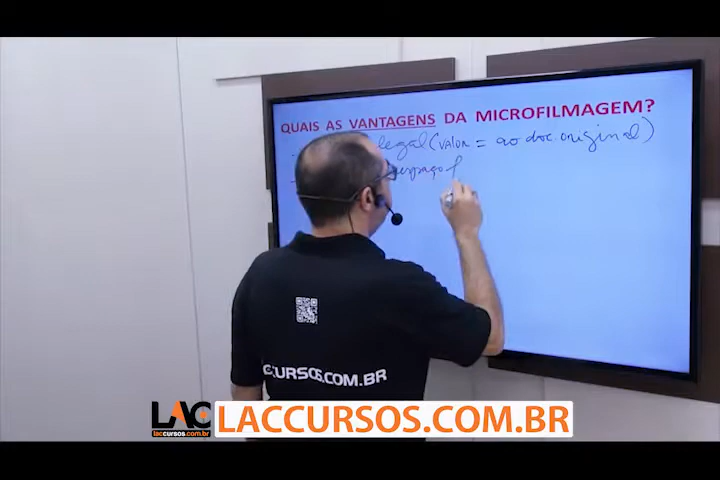 QUAIS AS VANTAGENS DA MICROFILMAGEM?
legal (VALOR = ao doc. original)
espaço f
CURSOS.COM.BR
LAC
laccursos.com.br
LACCURSOS.COM.BR